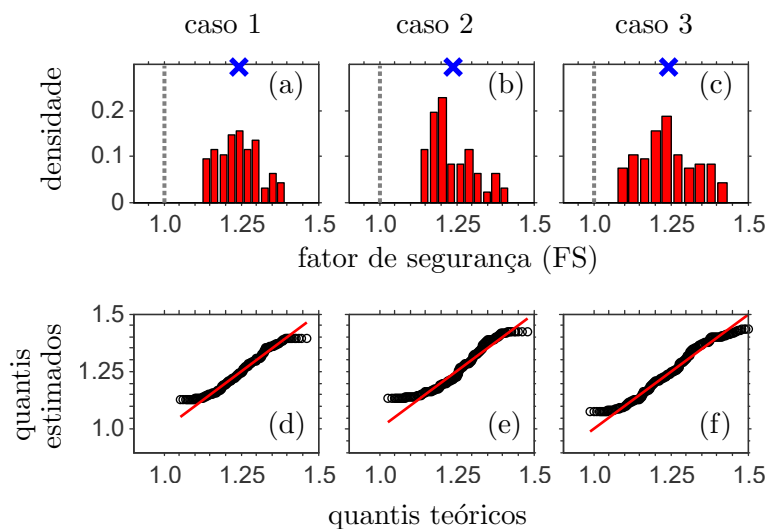 caso 1 caso 2 caso 3
densidade
(a) (b) (c)
0.2
0.1
0
1.0 1.25 1.5 1.0 1.25 1.5 1.0 1.25 1.5
fator de segurança (FS)
quantis
estimados
1.5
1.25
1.0
(d) (e) (f)
1.0 1.25 1.5 1.0 1.25 1.5 1.0 1.25 1.5
quantis teóricos